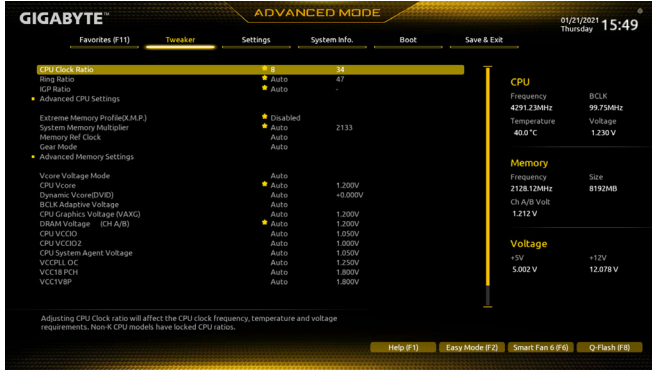 GIGABYTE™
ADVANCED MODE
01/21/2021
Thursday
15:49
Favorites (F11) Tweaker Settings System Info. Boot Save & Exit
CPU Clock Ratio 8 34
Ring Ratio Auto 47
IGP Ratio Auto -
Advanced CPU Settings
Extreme Memory Profile(X.M.P.) Disabled
System Memory Multiplier Auto 2133
Memory Ref Clock Auto
Gear Mode Auto
Advanced Memory Settings
Vcore Voltage Mode Auto
CPU Vcore Auto 1.200V
Dynamic Vcore(DVID) Auto +0.000V
BCLK Adaptive Voltage Auto
CPU Graphics Voltage (VAXG) Auto 1.200V
DRAM Voltage (CH A/B) Auto 1.200V
CPU VCCIO Auto 1.050V
CPU VCCIO2 Auto 1.000V
CPU System Agent Voltage Auto 1.050V
VCCPLL OC Auto 1.250V
VCC18 PCH Auto 1.800V
VCC1V8P Auto 1.800V
CPU
Frequency BCLK
4291.23MHz 99.75MHz
Temperature Voltage
40.0 °C 1.230 V
Memory
Frequency Size
2128.12MHz 8192MB
Ch A/B Volt
1.212 V
Voltage
+5V +12V
5.002 V 12.078 V
Adjusting CPU Clock ratio will affect the CPU clock frequency, temperature and voltage
requirements. Non-K CPU models have locked CPU ratios.
Help (F1) Easy Mode (F2) Smart Fan 6 (F6) Q-Flash (F8)